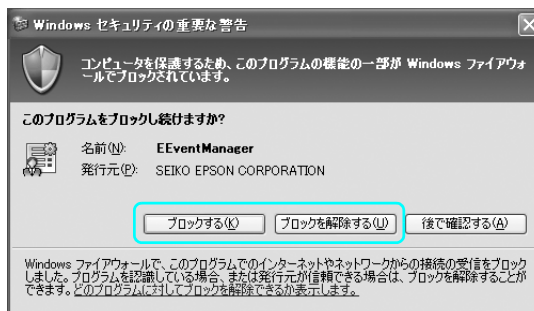 Windows セキュリティの重要な警告
コンピュータを保護するため、このプログラムの機能の一部が Windows ファイアウォ
ールでブロックされています。
このプログラムをブロックし続けますか?
名前(N): EEventManager
発行元(P): SEIKO EPSON CORPORATION
ブロックする(K) ブロックを解除する(U) 後で確認する(A)
Windows ファイアウォールで、このプログラムでのインターネットやネットワークからの接続の受信をブロック
しました。プログラムを認識している場合、または発行元が信頼できる場合は、ブロックを解除することが
できます。どのプログラムに対してブロックを解除できるか表示します。